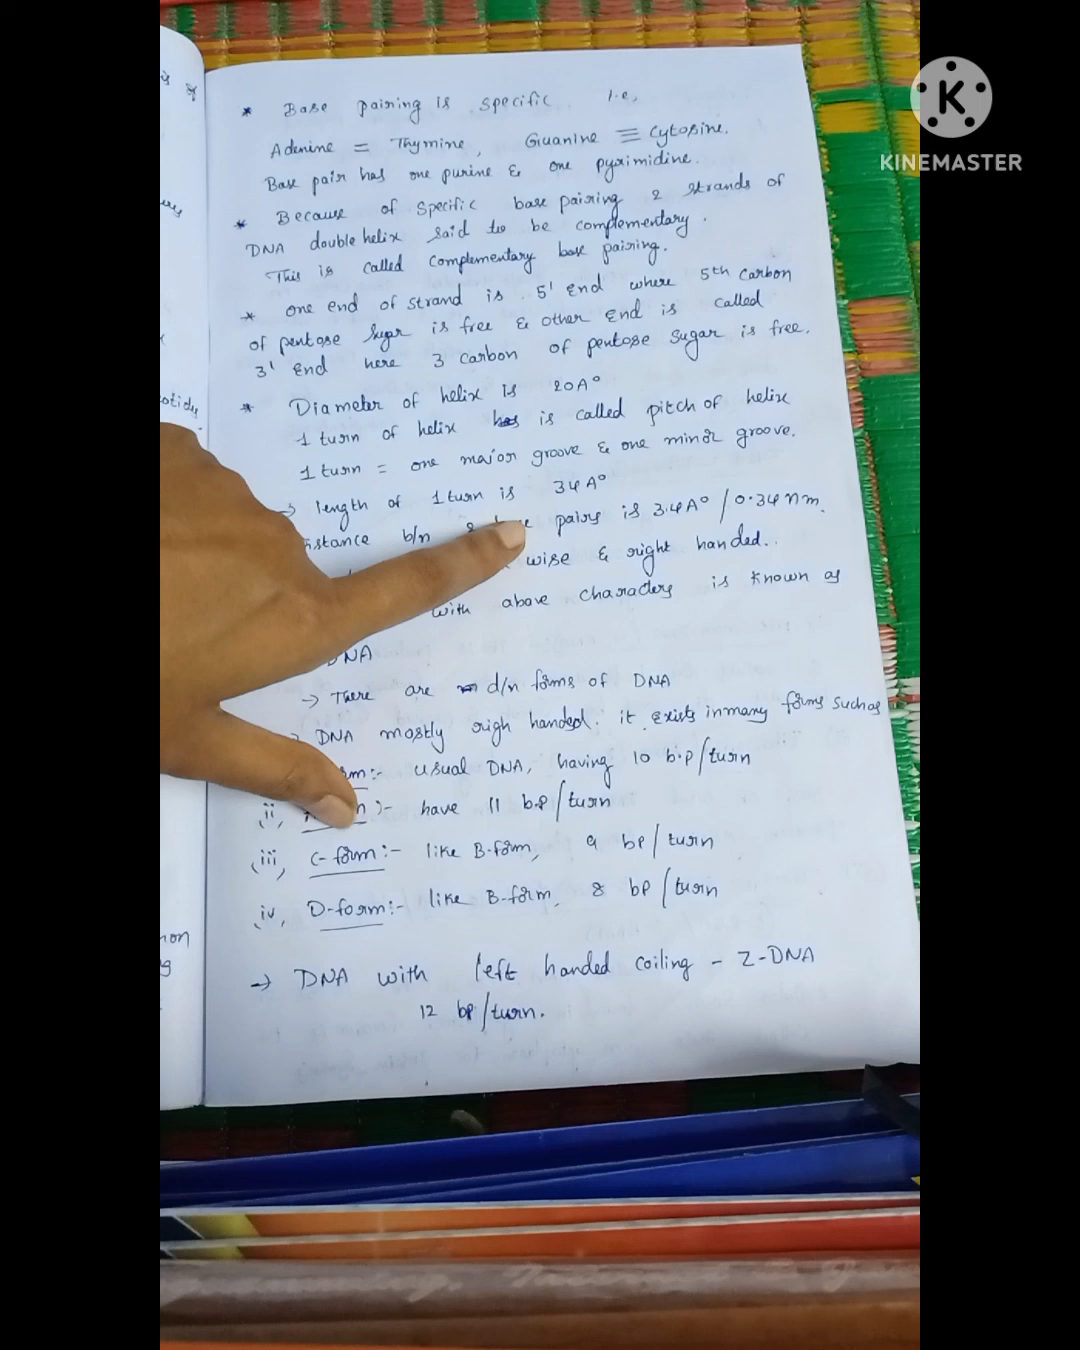 * Base pairing is specific i.e,
Adenine = Thymine, Guanine ≡ Cytosine.
Base pair has one purine & one pyrimidine.
* Because of specific base pairing 2 strands of
DNA double helix said to be complementary.
This is called complementary base pairing.
* one end of strand is 5' end where 5th carbon
of pentose sugar is free & other end is called
3' end here 3 carbon of pentose sugar is free.
* Diameter of helix is 20A°
1 turn of helix is called pitch of helix
1 turn = one major groove & one minor groove.
→ length of 1 turn is 34A°
istance b/n pairs is 3.4A° / 0.34nm.
wise & right handed..
with above characters is known as
DNA
→ There are d/n forms of DNA
DNA mostly righ handed. it exists in many forms such as
rm:- usual DNA, having 10 b.p/turn
ii, :- have 11 b.p/turn
iii, C-form:- like B-form, 9 bp/turn
iv, D-form:- like B-form, 8 bp/turn
→ DNA with left handed coiling - Z-DNA
12 bp/turn.
otidy
non
K
KINEMASTER